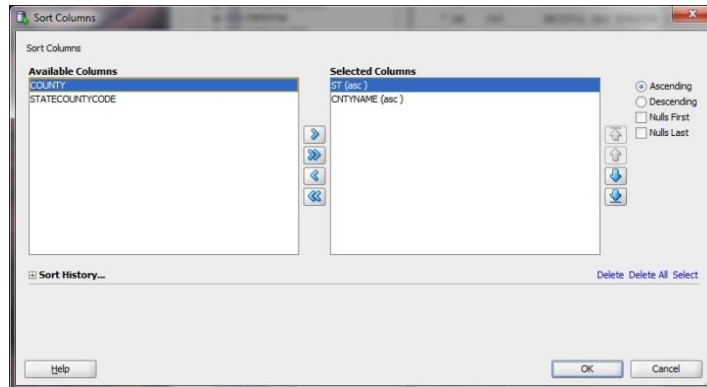 Sort Columns
Sort Columns
Available Columns
COUNTY
STATECOUNTYCODE
Selected Columns
ST (asc )
CNTYNAME (asc )
Ascending
Descending
Nulls First
Nulls Last
Sort History...
Delete Delete All Select
Help
OK
Cancel